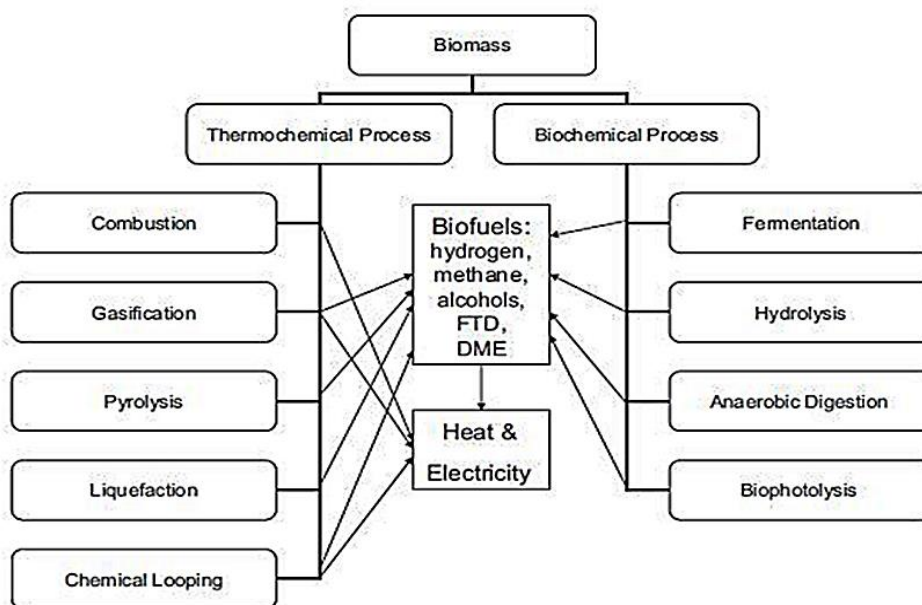 Biomass
Thermochemical Process
Biochemical Process
Combustion
Gasification
Pyrolysis
Liquefaction
Chemical Looping
Biofuels:
hydrogen,
methane,
alcohols,
FTD,
DME
Heat &
Electricity
Fermentation
Hydrolysis
Anaerobic Digestion
Biophotolysis